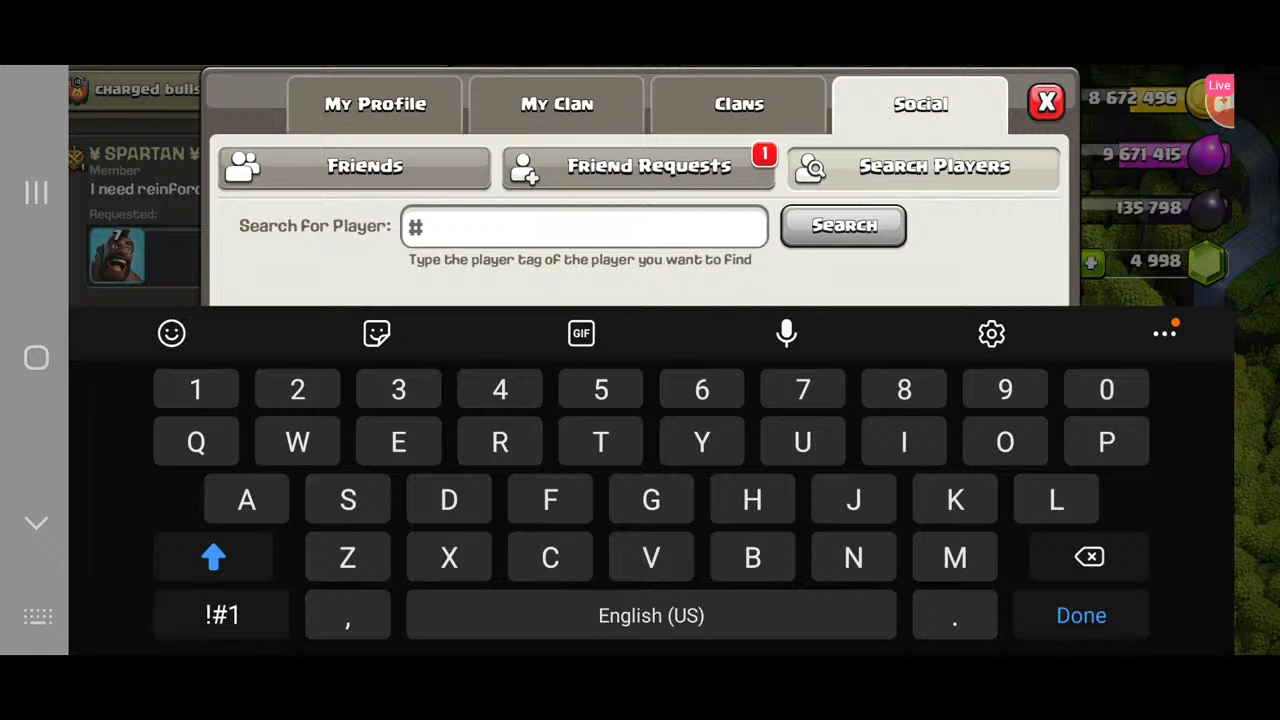 charged bulls
My Profile
My Clan
Clans
Social
X
Live
8 672 496
¥ SPARTAN ¥
Member
I need reinforc
Requested:
7
Friends
Friend Requests
1
Search Players
9 671 415
135 798
4 998
Search for Player:
#
Search
Type the player tag of the player you want to find
GIF
1 2 3 4 5 6 7 8 9 0
Q W E R T Y U I O P
A S D F G H J K L
Z X C V B N M
!#1 , English (US) . Done